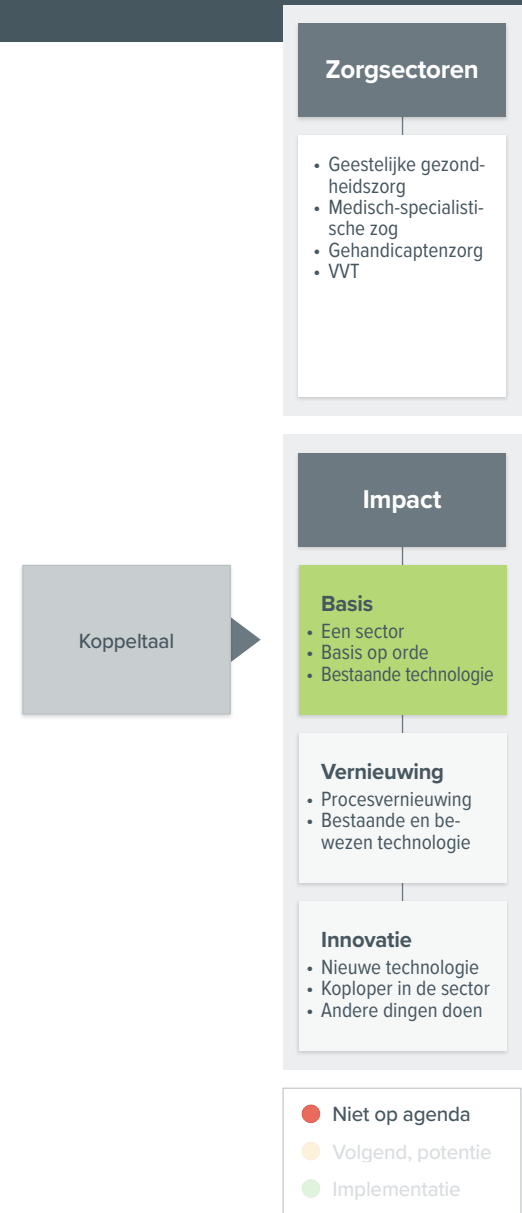 Zorgsectoren
• Geestelijke gezond-
heidszorg
• Medisch-specialisti-
sche zog
• Gehandicaptenzorg
• VVT
Impact
Koppeltaal
Basis
• Een sector
• Basis op orde
• Bestaande technologie
Vernieuwing
• Procesvernieuwing
• Bestaande en be-
wezen technologie
Innovatie
• Nieuwe technologie
• Koploper in de sector
• Andere dingen doen
Niet op agenda
Volgend, potentie
Implementatie